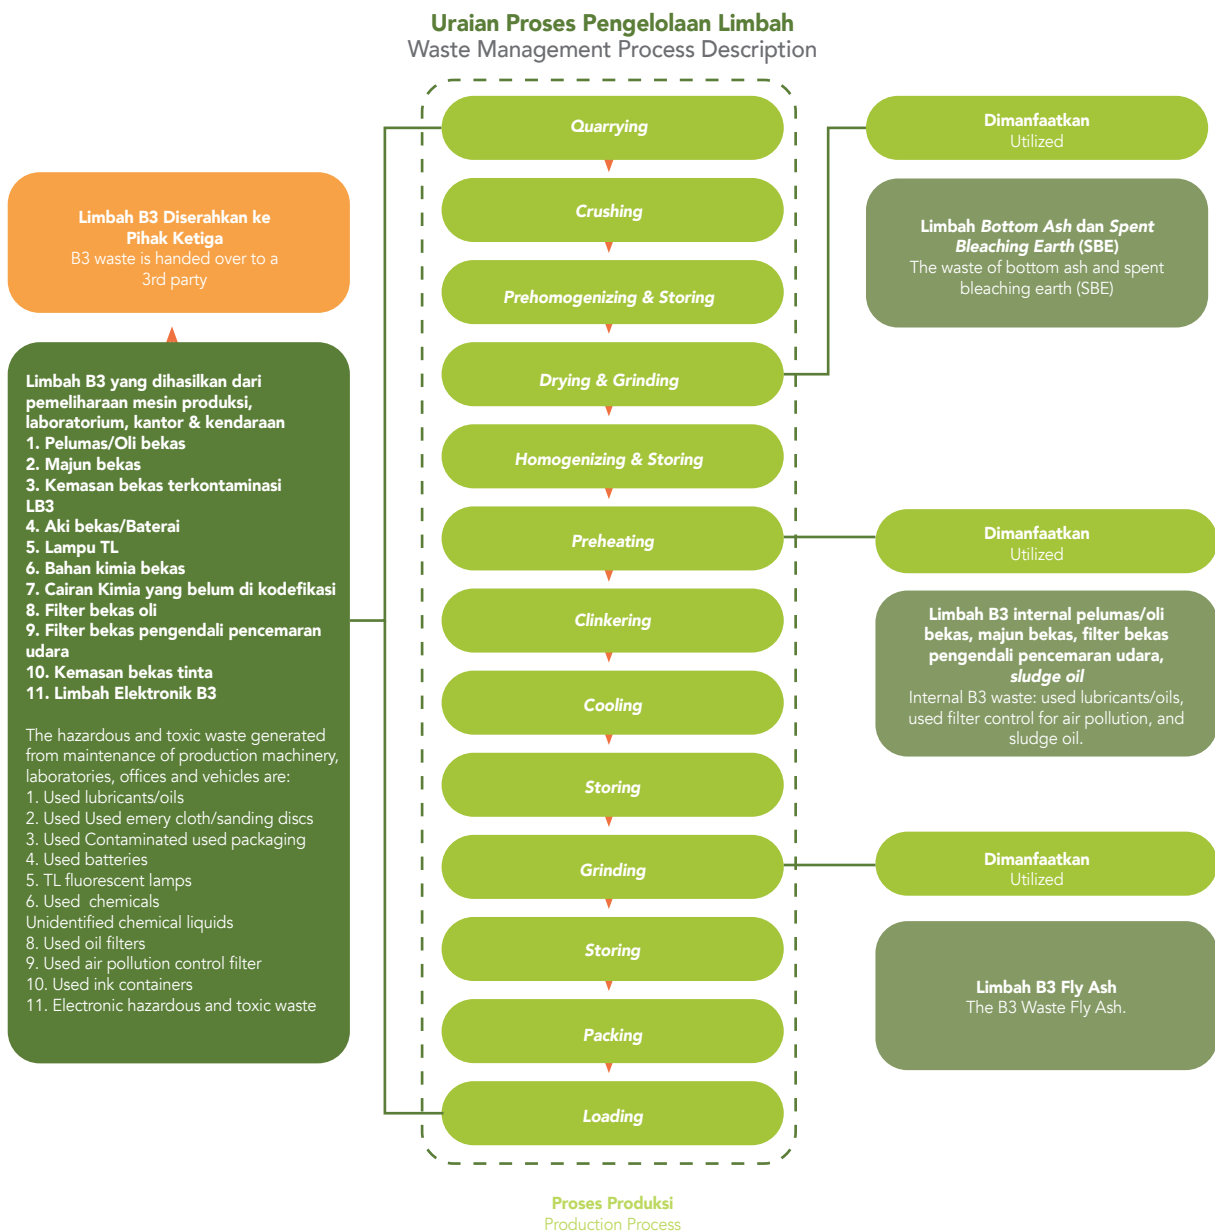 Uraian Proses Pengelolaan Limbah
Waste Management Process Description
Limbah B3 Diserahkan ke
Pihak Ketiga
B3 waste is handed over to a
3rd party
Limbah B3 yang dihasilkan dari
pemeliharaan mesin produksi,
laboratorium, kantor & kendaraan
1. Pelumas/Oli bekas
2. Majun bekas
3. Kemasan bekas terkontaminasi
LB3
4. Aki bekas/Baterai
5. Lampu TL
6. Bahan kimia bekas
7. Cairan Kimia yang belum di kodefikasi
8. Filter bekas oli
9. Filter bekas pengendali pencemaran
udara
10. Kemasan bekas tinta
11. Limbah Elektronik B3
The hazardous and toxic waste generated
from maintenance of production machinery,
laboratories, offices and vehicles are:
1. Used lubricants/oils
2. Used Used emery cloth/sanding discs
3. Used Contaminated used packaging
4. Used batteries
5. TL fluorescent lamps
6. Used chemicals
Unidentified chemical liquids
8. Used oil filters
9. Used air pollution control filter
10. Used ink containers
11. Electronic hazardous and toxic waste
Quarrying
Crushing
Prehomogenizing & Storing
Drying & Grinding
Homogenizing & Storing
Preheating
Clinkering
Cooling
Storing
Grinding
Storing
Packing
Loading
Dimanfaatkan
Utilized
Limbah Bottom Ash dan Spent
Bleaching Earth (SBE)
The waste of bottom ash and spent
bleaching earth (SBE)
Dimanfaatkan
Utilized
Limbah B3 internal pelumas/oli
bekas, majun bekas, filter bekas
pengendali pencemaran udara,
sludge oil
Internal B3 waste: used lubricants/oils,
used filter control for air pollution, and
sludge oil.
Dimanfaatkan
Utilized
Limbah B3 Fly Ash
The B3 Waste Fly Ash.
Proses Produksi
Production Process